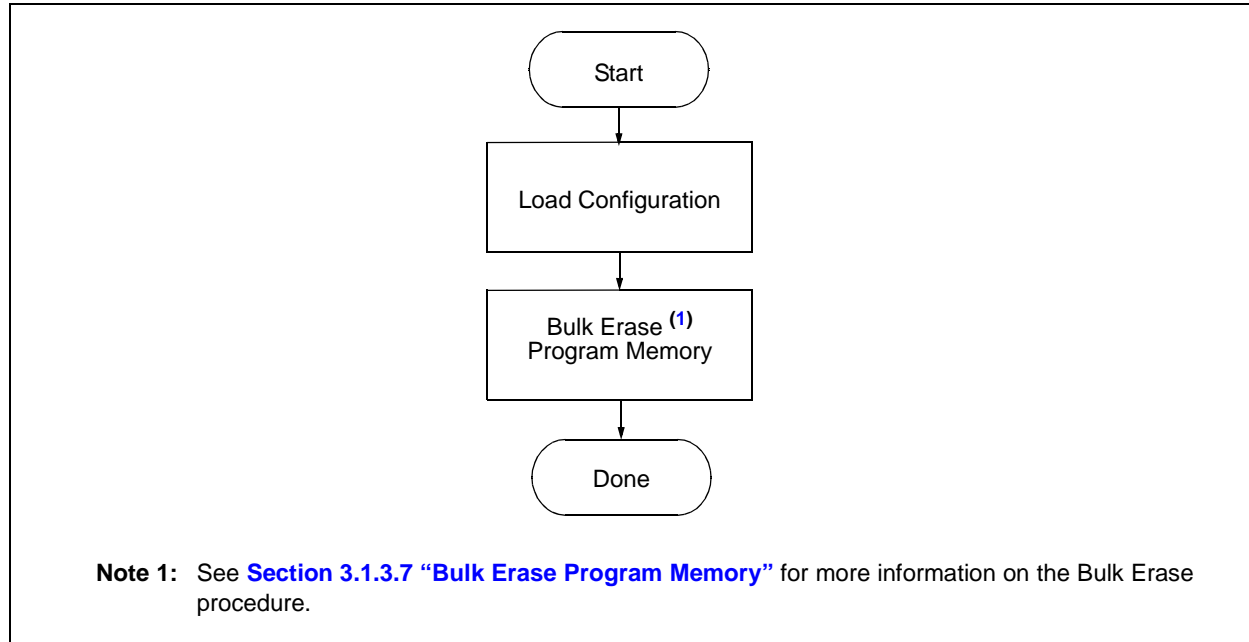 Start
Load Configuration
Bulk Erase (1)
Program Memory
Done
Note 1: See Section 3.1.3.7 “Bulk Erase Program Memory” for more information on the Bulk Erase
procedure.